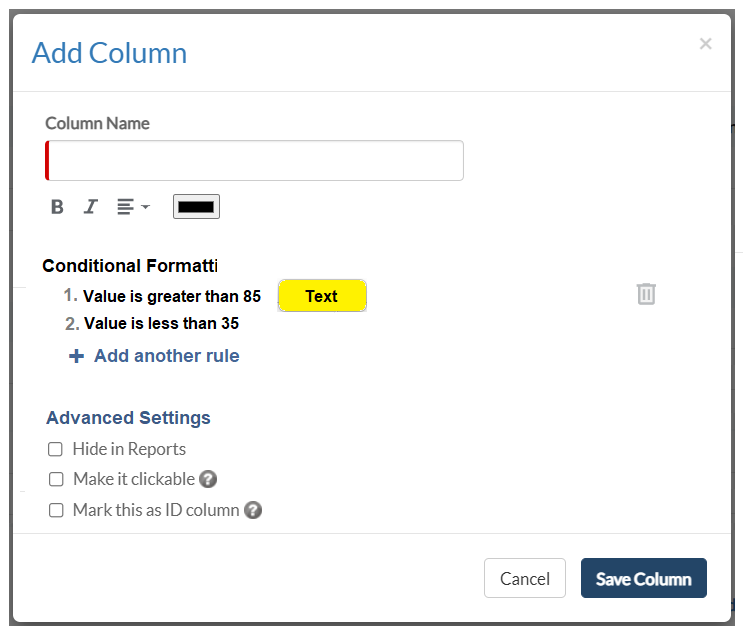 Add Column
×
Column Name
B I
Conditional Formatti
1. Value is greater than 85 Text
2. Value is less than 35
+ Add another rule
Advanced Settings
Hide in Reports
Make it clickable ?
Mark this as ID column ?
Cancel Save Column